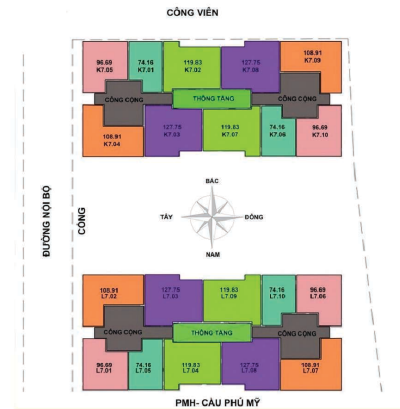 CÔNG VIÊN
96.69
K7.05
74.16
K7.01
119.83
K7.02
127.75
K7.08
108.91
K7.09
CÔNG CỘNG
THÔNG TẦNG
CÔNG CỘNG
108.91
K7.04
127.75
K7.03
119.83
K7.07
74.16
K7.06
96.69
K7.10
ĐƯỜNG NỘI BỘ
CỔNG
BẮC
TÂY
ĐÔNG
NAM
108.91
L7.02
127.75
L7.03
119.83
L7.09
74.16
L7.10
96.69
L7.06
CÔNG CỘNG
THÔNG TẦNG
CÔNG CỘNG
96.69
L7.01
74.16
L7.05
119.83
L7.04
127.75
L7.08
108.91
L7.07
PMH- CẦU PHÚ MỸ